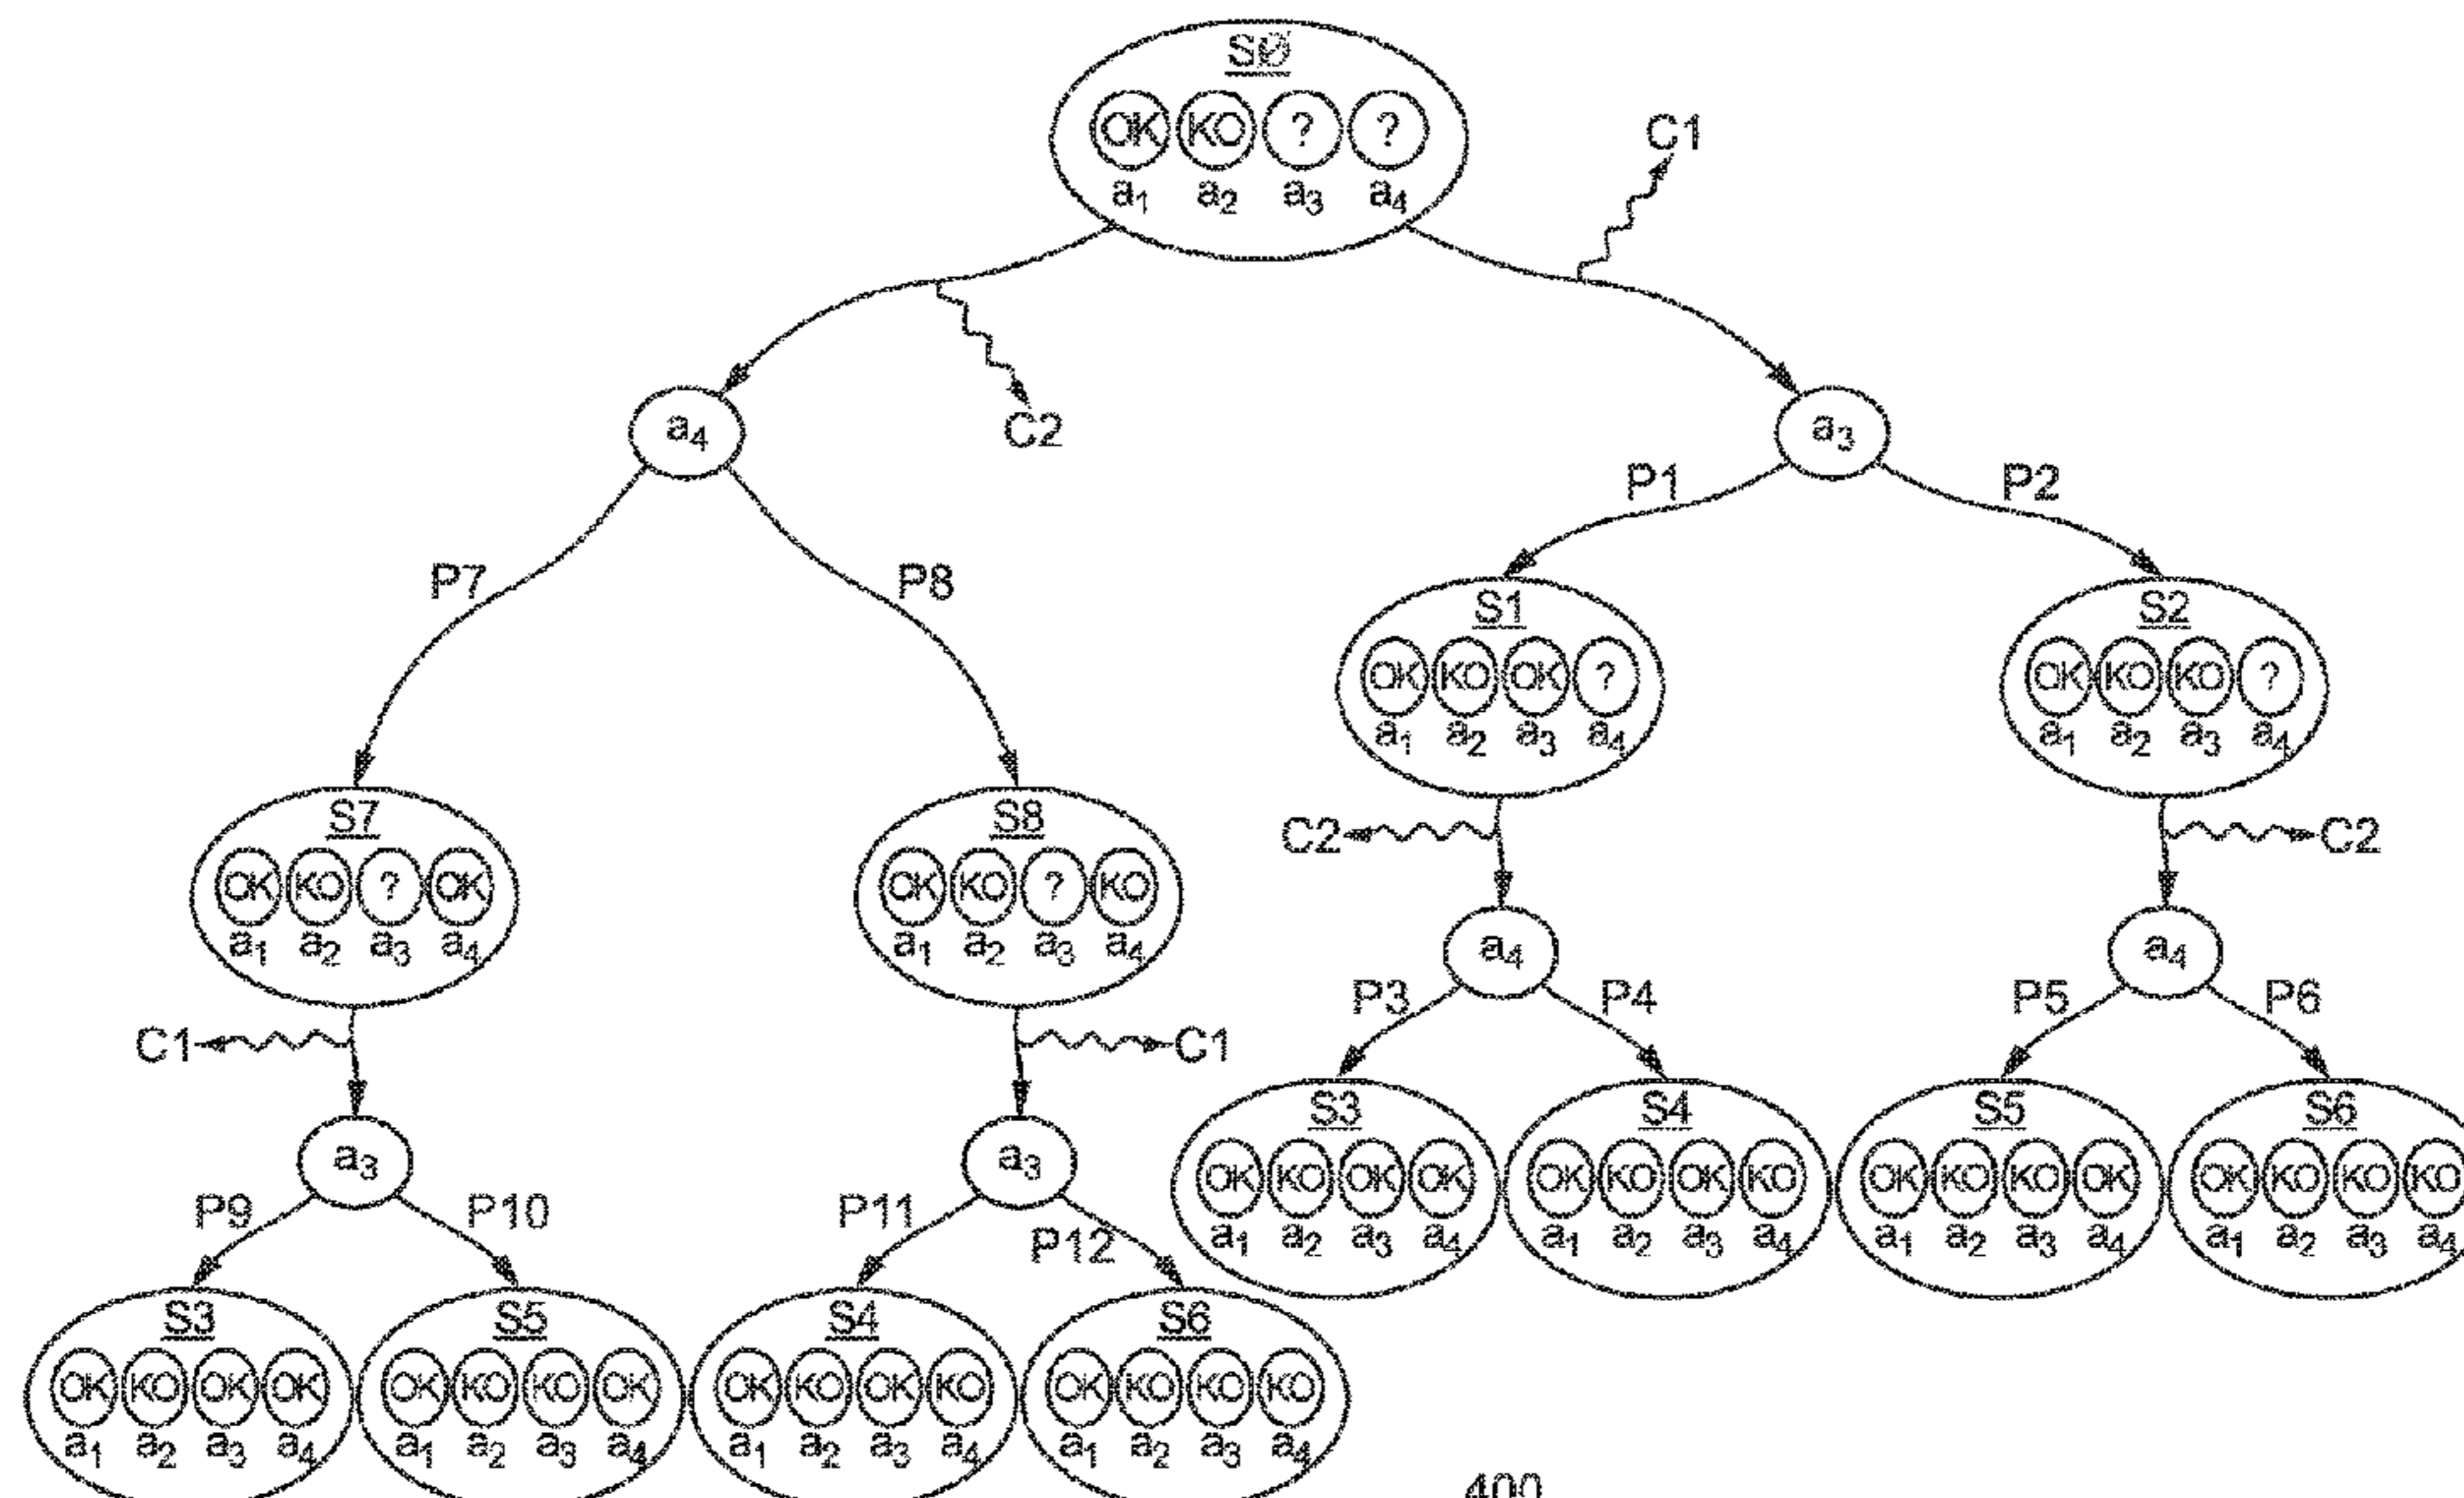 S0
OK KO ? ?
a1 a2 a3 a4
C1
C2
a4
a3
P1
P2
P7
P8
S1
OK KO OK ?
a1 a2 a3 a4
S2
OK KO KO ?
a1 a2 a3 a4
S7
OK KO ? OK
a1 a2 a3 a4
S8
OK KO ? KO
a1 a2 a3 a4
C2
C2
a4
a4
C1
C1
P3
P4
P5
P6
a3
a3
S3
OK KO OK OK
a1 a2 a3 a4
S4
OK KO OK KO
a1 a2 a3 a4
S5
OK KO KO OK
a1 a2 a3 a4
S6
OK KO KO KO
a1 a2 a3 a4
P9
P10
P11
P12
S3
OK KO OK OK
a1 a2 a3 a4
S5
OK KO KO OK
a1 a2 a3 a4
S4
OK KO OK KO
a1 a2 a3 a4
S6
OK KO KO KO
a1 a2 a3 a4
400